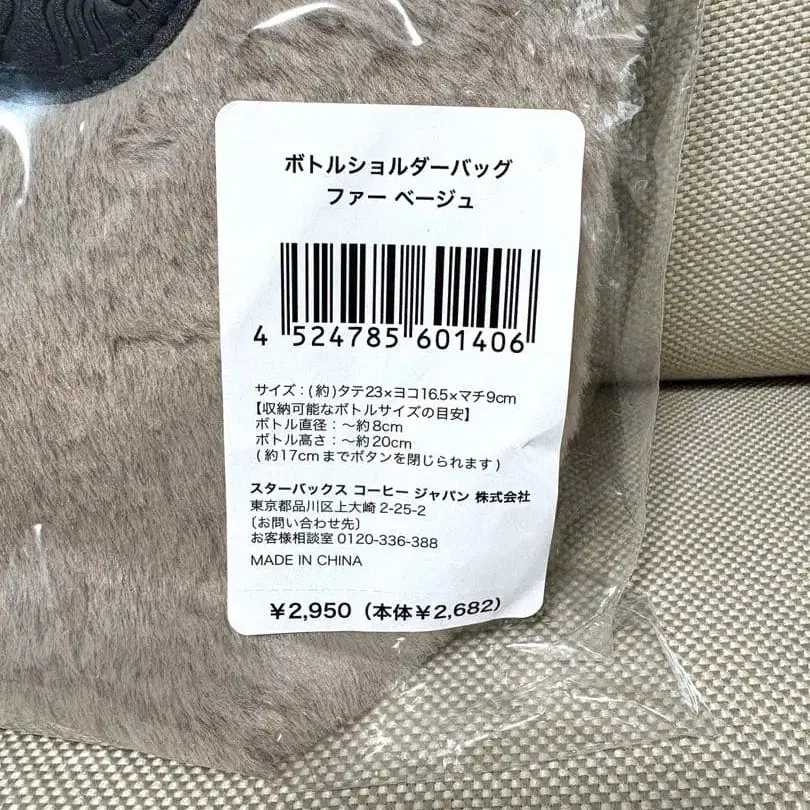 ボトルショルダーバッグ
ファー ベージュ
4 524785 601406
サイズ：(約)タテ23×ヨコ16.5×マチ9cm
【収納可能なボトルサイズの目安】
ボトル直径：～約8cm
ボトル高さ：～約20cm
(約17cmまでボタンを閉じられます)
スターバックス コーヒー ジャパン 株式会社
東京都品川区上大崎 2-25-2
〔お問い合わせ先〕
お客様相談室 0120-336-388
MADE IN CHINA
￥2,950（本体￥2,682）